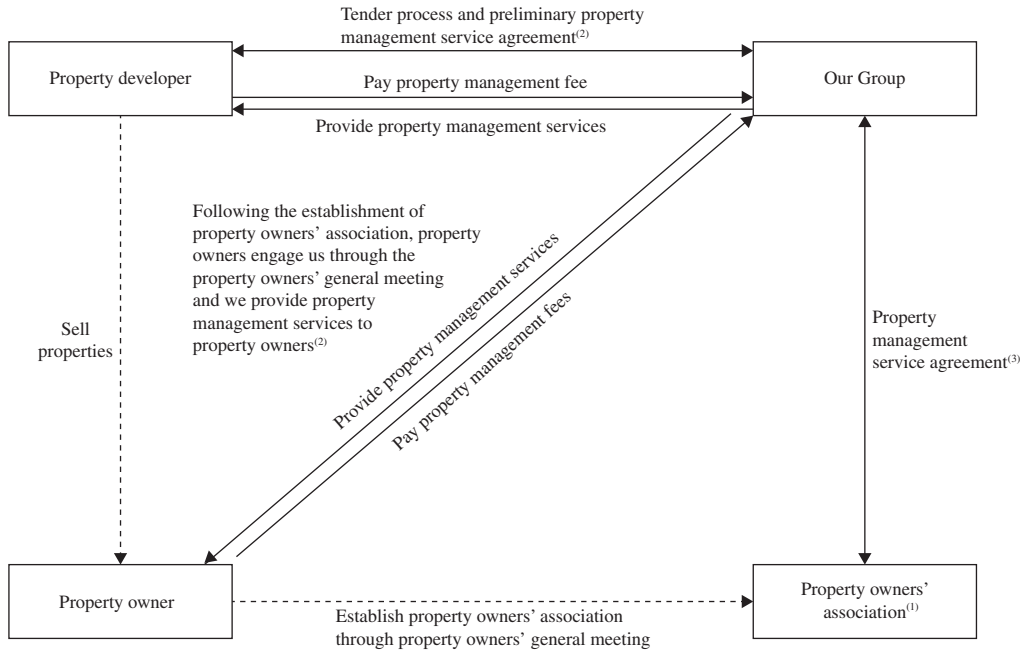 Tender process and preliminary property
management service agreement(2)
Property developer
Our Group
Pay property management fee
Provide property management services
Following the establishment of
property owners’ association, property
owners engage us through the
property owners’ general meeting
and we provide property
management services to
property owners(2)
Provide property management services
Pay property management fees
Sell
properties
Property
management
service agreement(3)
Property owner
Property owners’
association(1)
Establish property owners’ association
through property owners’ general meeting